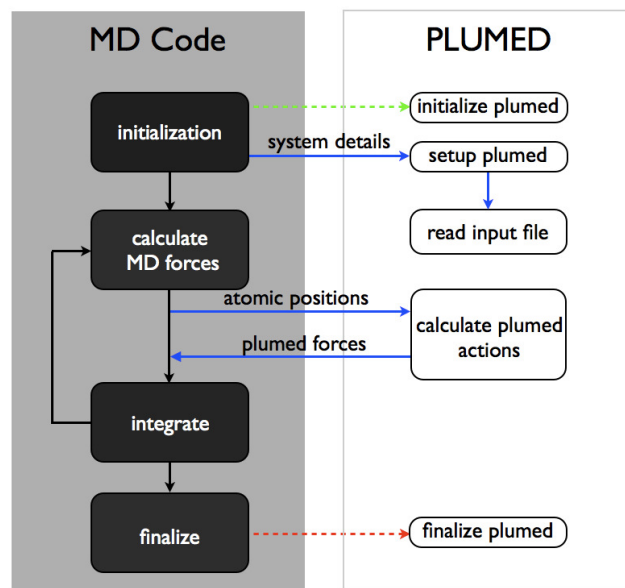 MD Code
PLUMED
initialization
initialize plumed
system details
setup plumed
calculate
MD forces
read input file
atomic positions
plumed forces
calculate plumed
actions
integrate
finalize
finalize plumed